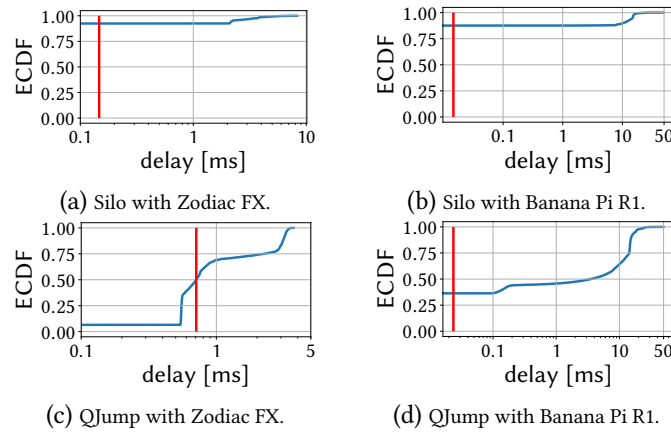 ECDF
1.00
0.75
0.50
0.25
0.00
0.1 1 10
delay [ms]
(a) Silo with Zodiac FX.
ECDF
1.00
0.75
0.50
0.25
0.00
0.1 1 10 50
delay [ms]
(b) Silo with Banana Pi R1.
ECDF
1.00
0.75
0.50
0.25
0.00
0.1 1 5
delay [ms]
(c) QJump with Zodiac FX.
ECDF
1.00
0.75
0.50
0.25
0.00
0.1 1 10 50
delay [ms]
(d) QJump with Banana Pi R1.